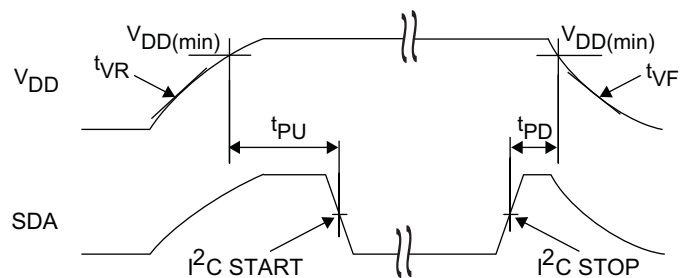 VDD(min)
VDD(min)
tVR
tVF
VDD
tPU
tPD
SDA
I²C START
I²C STOP